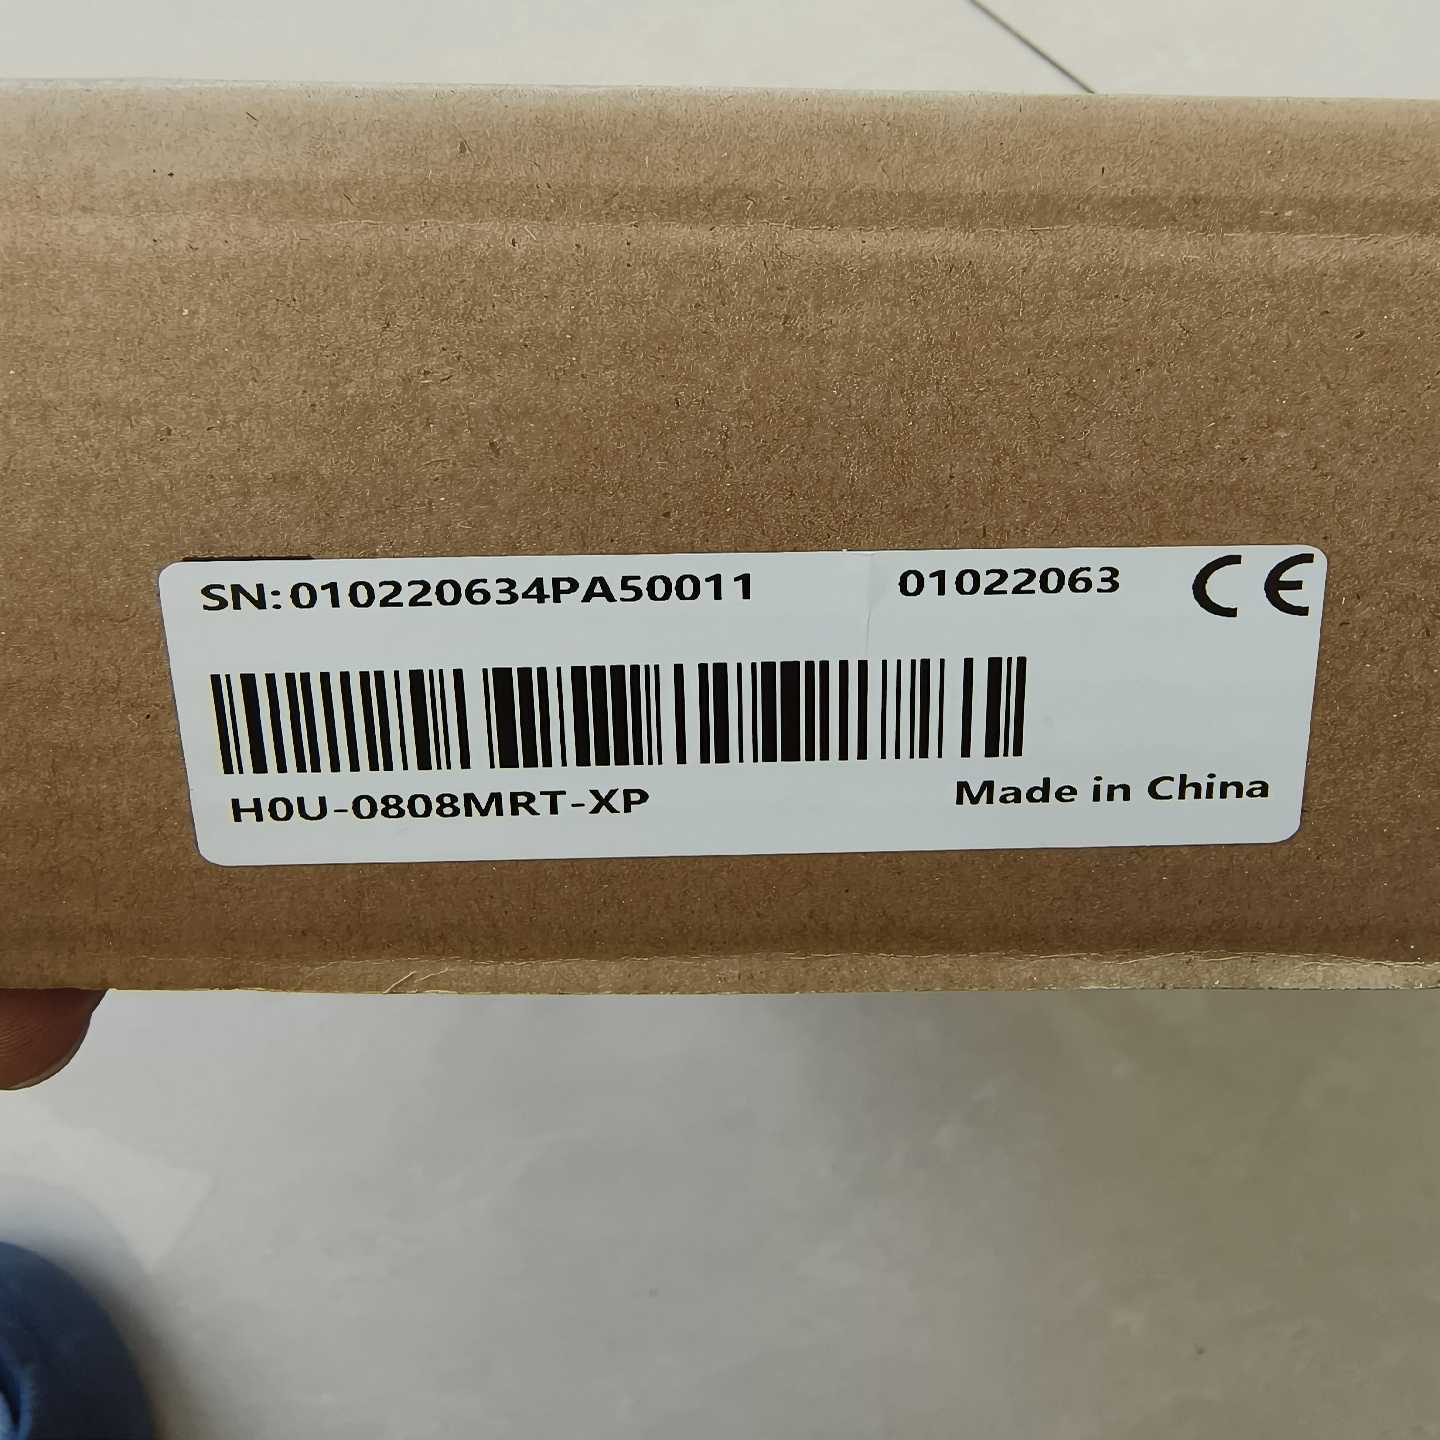 SN:010220634PA50011 01022063 CE
H0U-0808MRT-XP Made in China